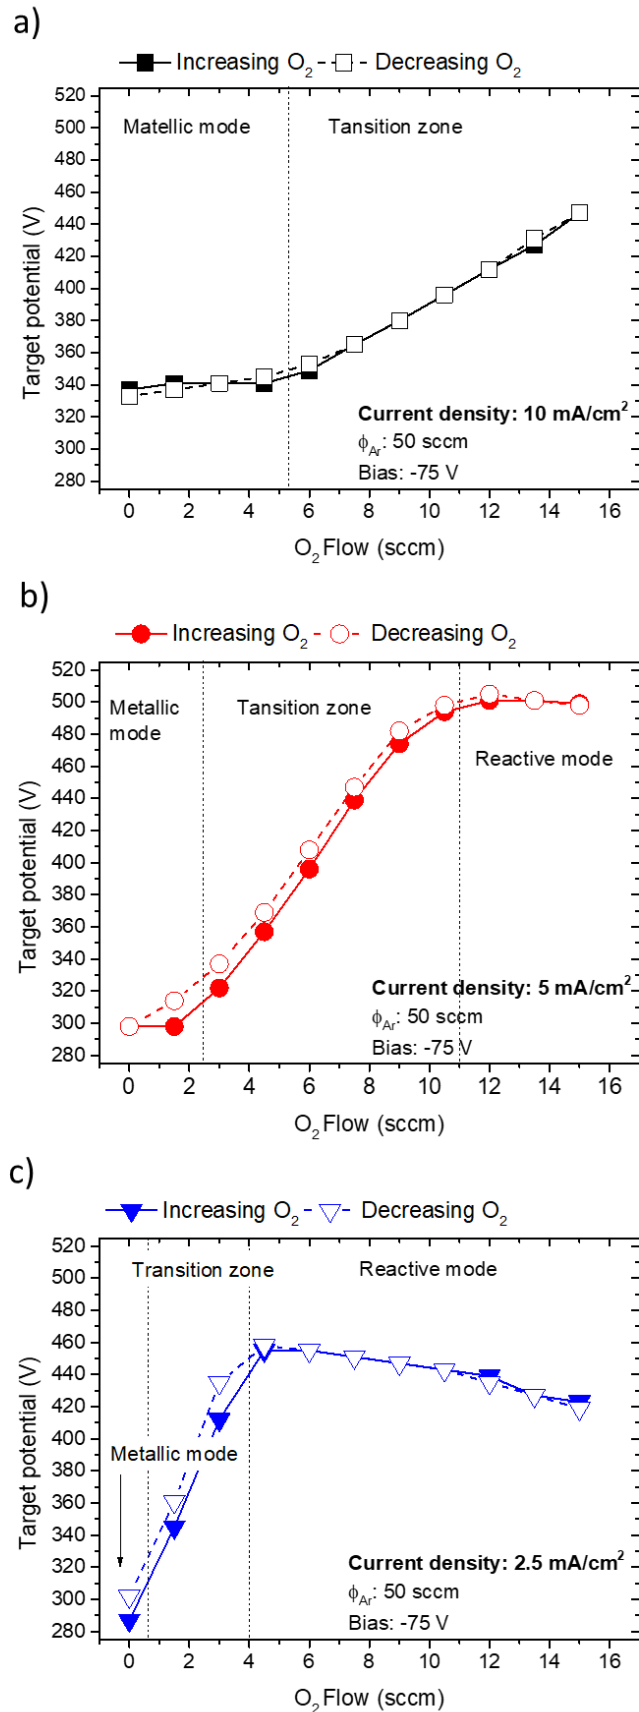 a)
Increasing O₂ Decreasing O₂
520
500
480
460
440
420
400
380
360
340
320
300
280
Target potential (V)
Matellic mode Tansition zone
Current density: 10 mA/cm²
ϕAr: 50 sccm
Bias: -75 V
0 2 4 6 8 10 12 14 16
O₂ Flow (sccm)
b)
Increasing O₂ Decreasing O₂
520
500
480
460
440
420
400
380
360
340
320
300
280
Target potential (V)
Metallic mode
Tansition zone
Reactive mode
Current density: 5 mA/cm²
ϕAr: 50 sccm
Bias: -75 V
0 2 4 6 8 10 12 14 16
O₂ Flow (sccm)
c)
Increasing O₂ Decreasing O₂
520
500
480
460
440
420
400
380
360
340
320
300
280
Target potential (V)
Transition zone Reactive mode
Metallic mode
Current density: 2.5 mA/cm²
ϕAr: 50 sccm
Bias: -75 V
0 2 4 6 8 10 12 14 16
O₂ Flow (sccm)